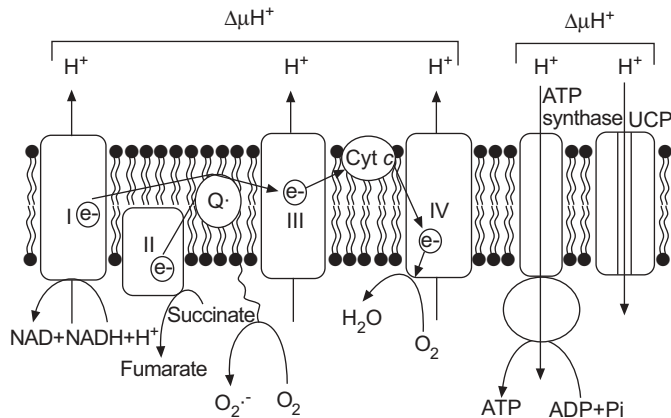 ΔμH⁺ ΔμH⁺
H⁺ H⁺ H⁺ H⁺ H⁺
ATP
synthase UCP
Cyt c
I e- Q· e- IV
II III e-
e-
NAD+NADH+H⁺ Succinate H₂O O₂
Fumarate
O₂·⁻ O₂ ATP ADP+Pi